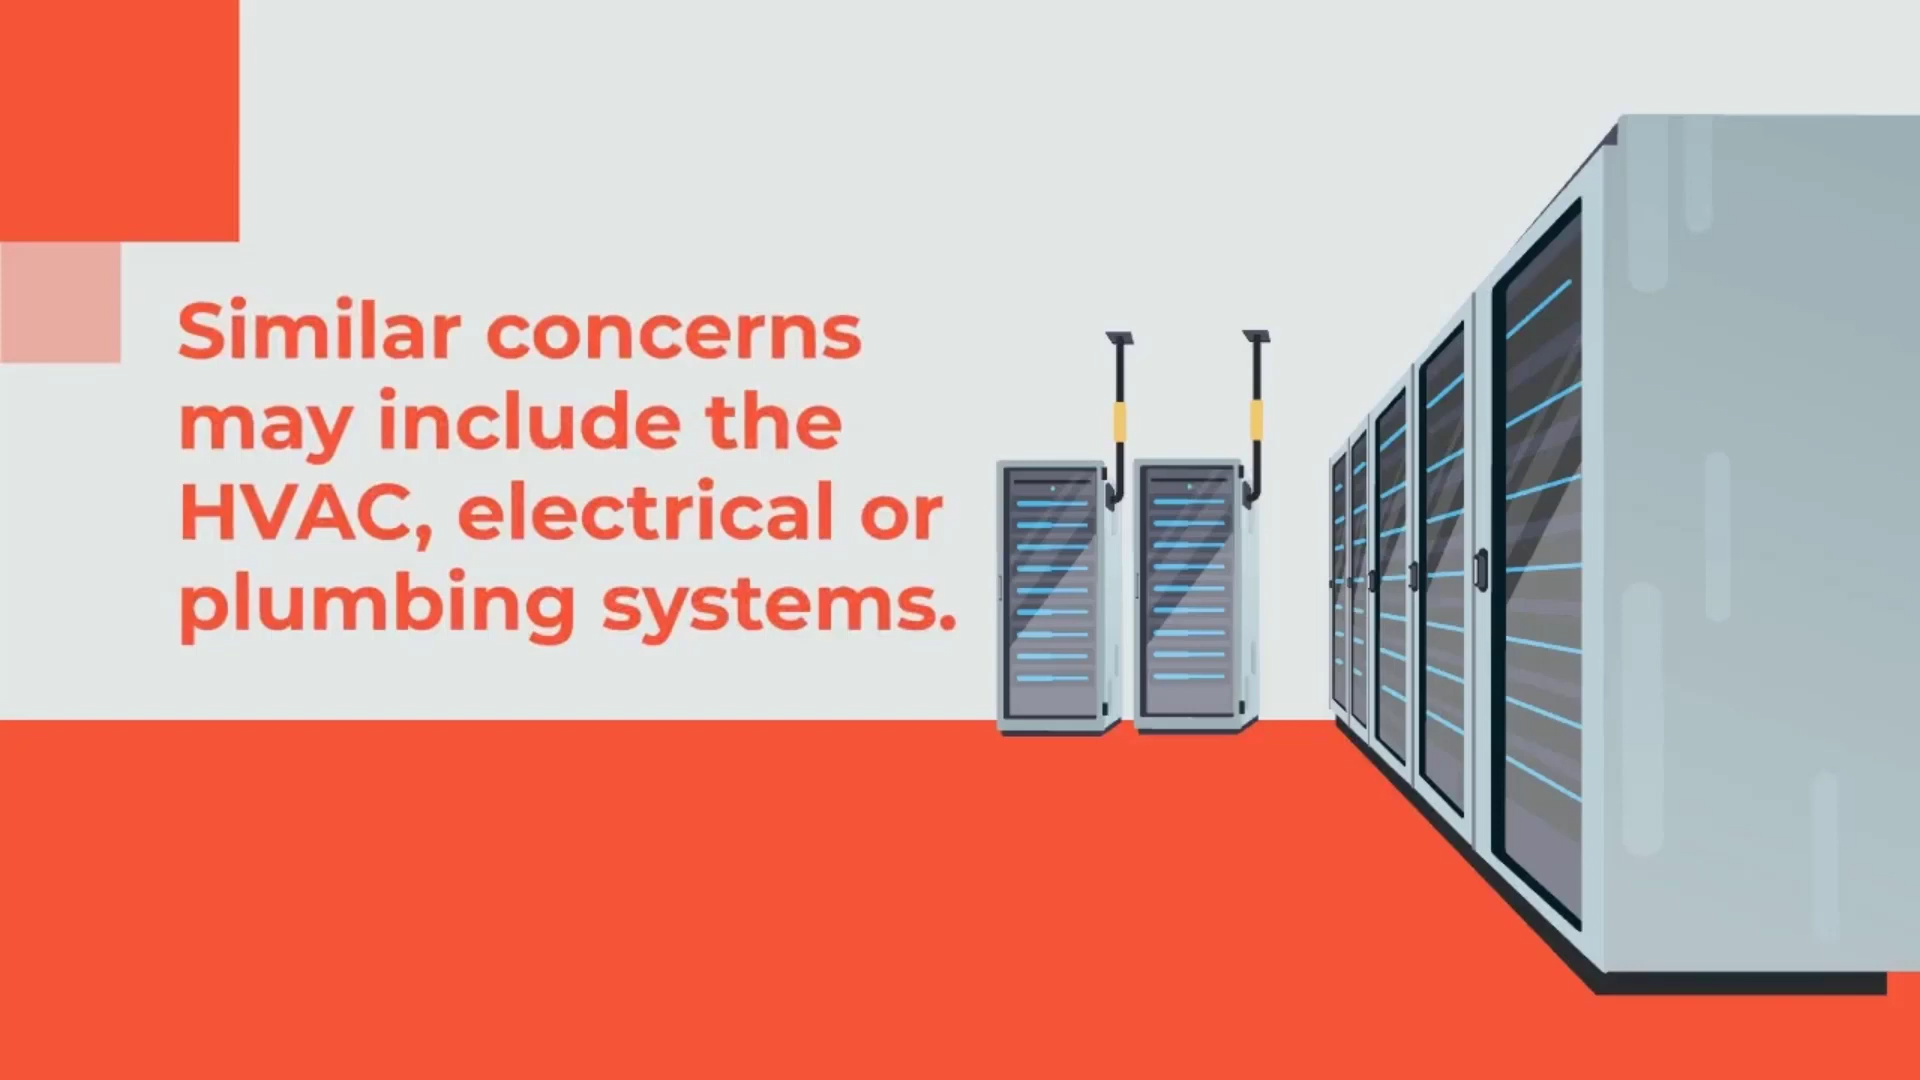 Similar concerns
may include the
HVAC, electrical or
plumbing systems.